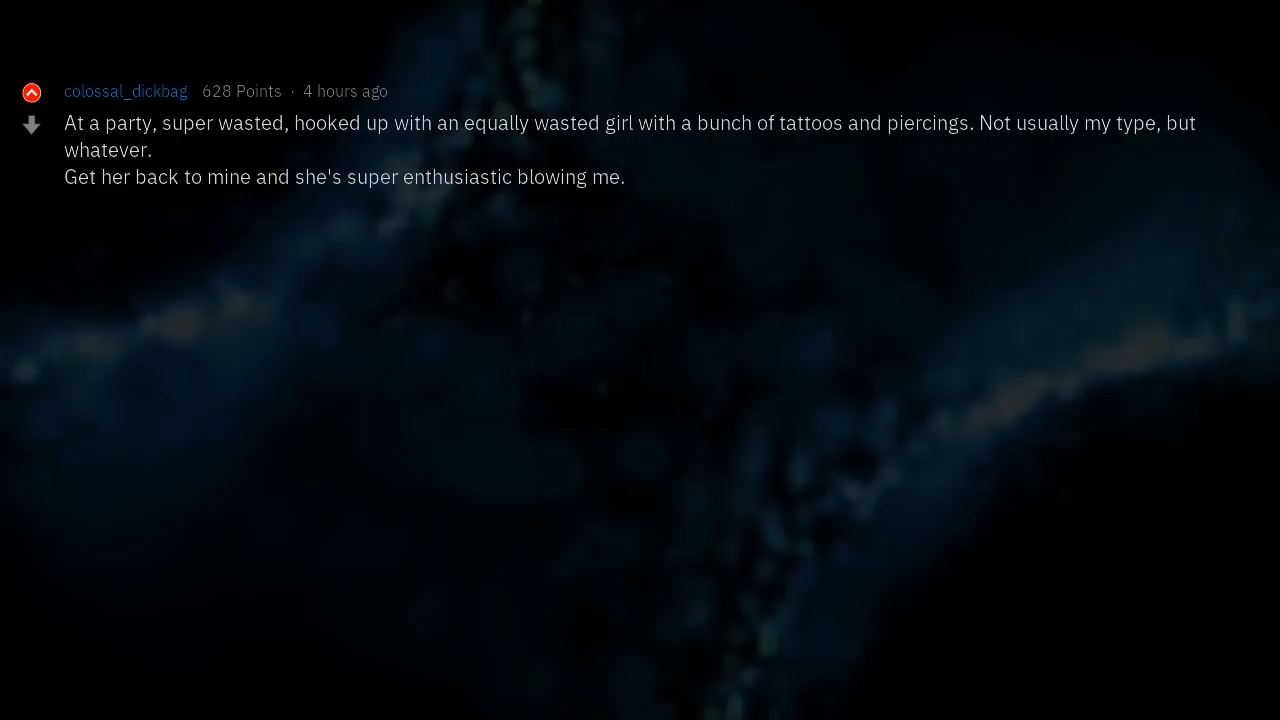 colossal_dickbag 628 Points · 4 hours ago
At a party, super wasted, hooked up with an equally wasted girl with a bunch of tattoos and piercings. Not usually my type, but
whatever.
Get her back to mine and she's super enthusiastic blowing me.